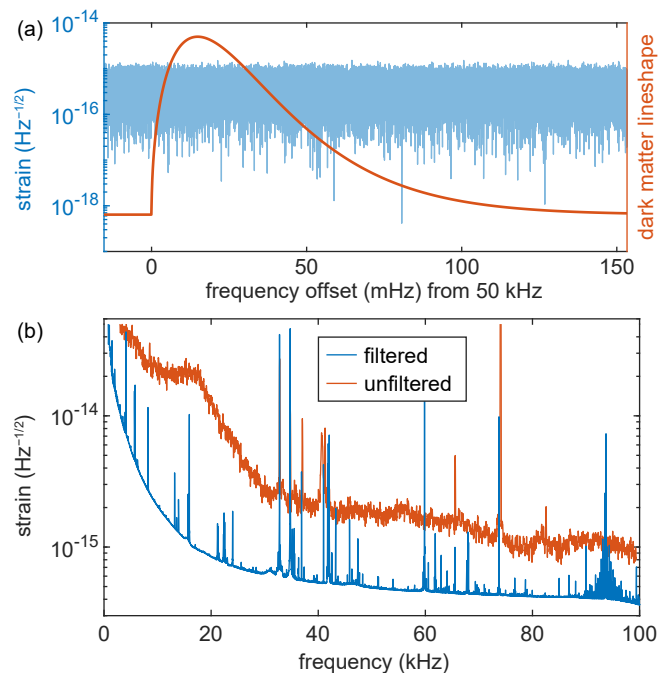 (a)
10⁻¹⁴
10⁻¹⁶
10⁻¹⁸
strain (Hz⁻¹/²)
dark matter lineshape
0
50
100
150
frequency offset (mHz) from 50 kHz
(b)
filtered
unfiltered
10⁻¹⁴
10⁻¹⁵
strain (Hz⁻¹/²)
0
20
40
60
80
100
frequency (kHz)